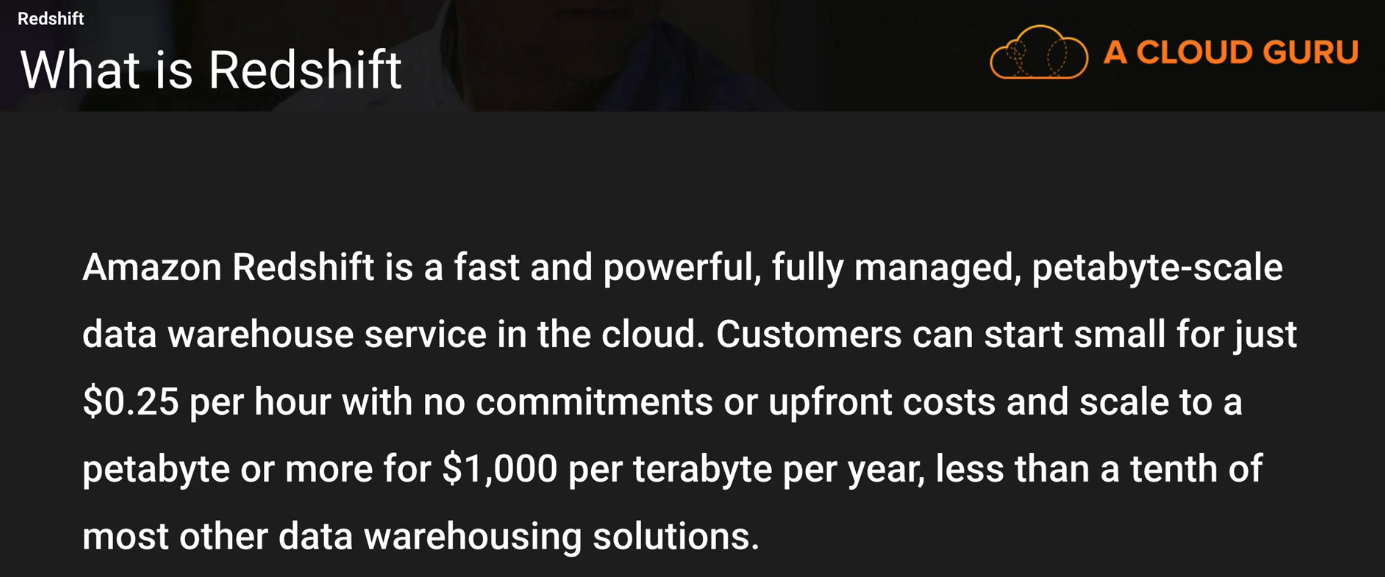 Redshift
What is Redshift
A CLOUD GURU
Amazon Redshift is a fast and powerful, fully managed, petabyte-scale
data warehouse service in the cloud. Customers can start small for just
$0.25 per hour with no commitments or upfront costs and scale to a
petabyte or more for $1,000 per terabyte per year, less than a tenth of
most other data warehousing solutions.